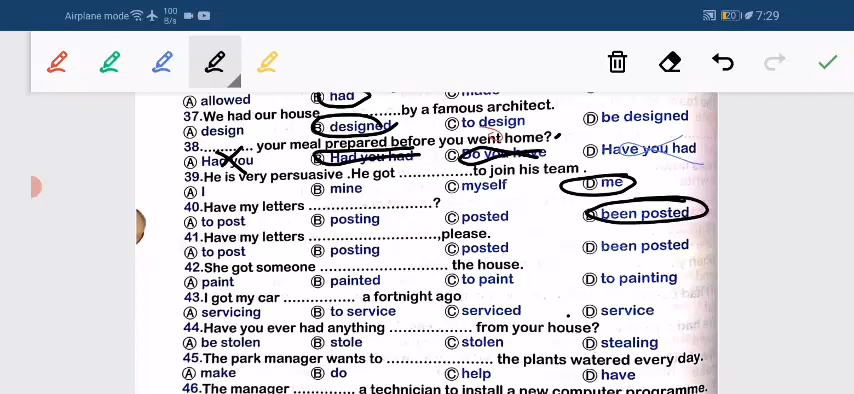 Airplane mode 100 B/s 20 7:29
A allowed B had C made
37.We had our house ............by a famous architect.
A design B designed C to design D be designed
38............ your meal prepared before you went home?
A Had you B Had you had C Do you have D Have you had
39.He is very persuasive .He got ..................to join his team .
A I B mine C myself D me
40.Have my letters ..............................?
A to post B posting C posted D been posted
41.Have my letters ..............................,please.
A to post B posting C posted D been posted
42.She got someone .............................. the house.
A paint B painted C to paint D to painting
43.I got my car ................. a fortnight ago
A servicing B to service C serviced D service
44.Have you ever had anything ................... from your house?
A be stolen B stole C stolen D stealing
45.The park manager wants to ........................ the plants watered every day.
A make B do C help D have
46.The manager .............. a technician to install a new computer programme.